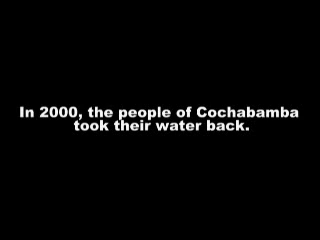 In 2000, the people of Cochabamba
took their water back.